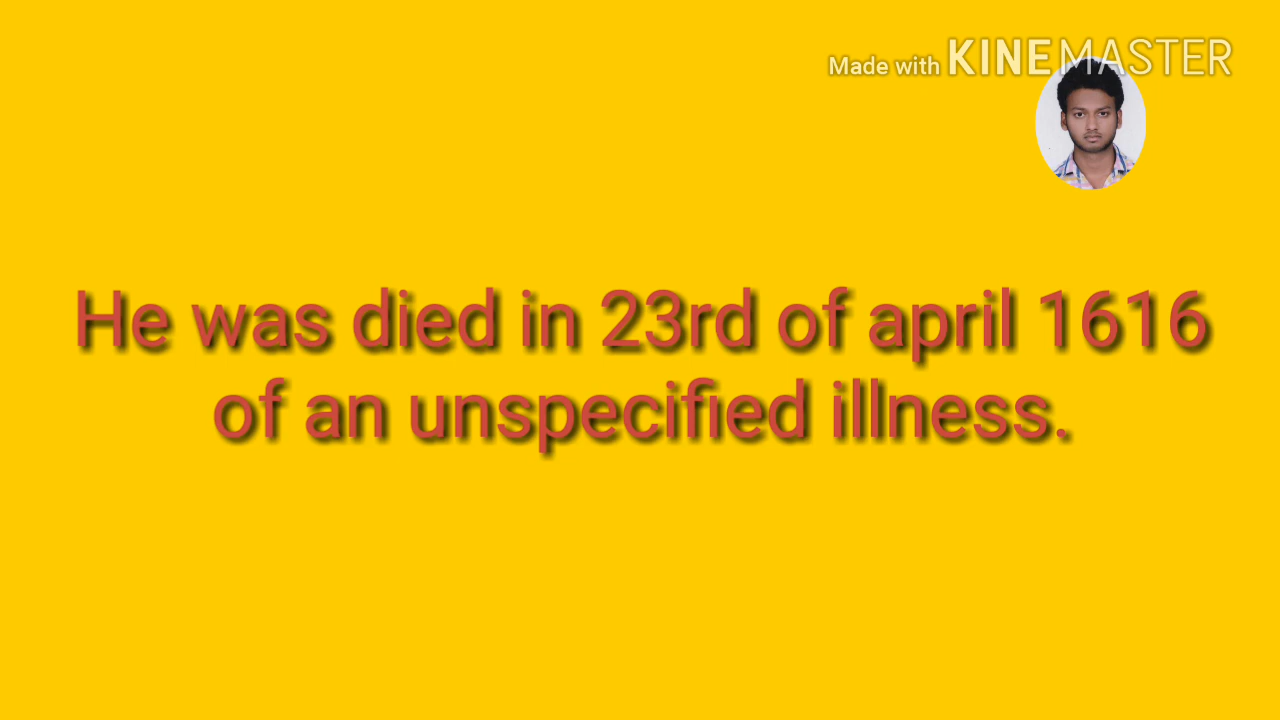 Made with KINEMASTER
He was died in 23rd of april 1616
of an unspecified illness.